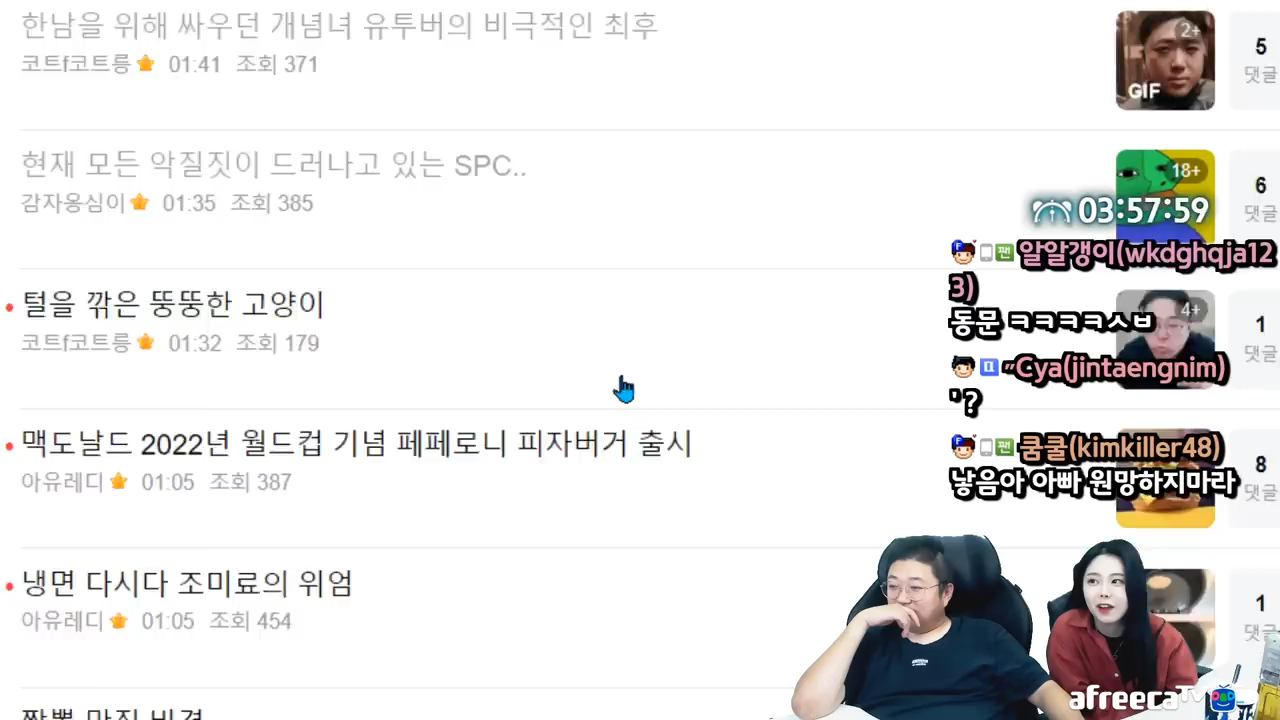 한남을 위해 싸우던 개념녀 유투버의 비극적인 최후
코트f코트릉 01:41 조회 371
2+
GIF
5
댓글
현재 모든 악질짓이 드러나고 있는 SPC..
감자옹심이 01:35 조회 385
18+
6
댓글
03:57:59
알알갱이(wkdghqja12
3)
동문 ㅋㅋㅋㅋㅅㅂ
털을 깎은 뚱뚱한 고양이
코트f코트릉 01:32 조회 179
4+
1
댓글
″Cya(jintaengnim)
' ?
맥도날드 2022년 월드컵 기념 페페로니 피자버거 출시
아유레디 01:05 조회 387
8
댓글
쿰쿨(kimkiller48)
낳음아 아빠 원망하지마라
냉면 다시다 조미료의 위엄
아유레디 01:05 조회 454
1
댓글
afreecaTV